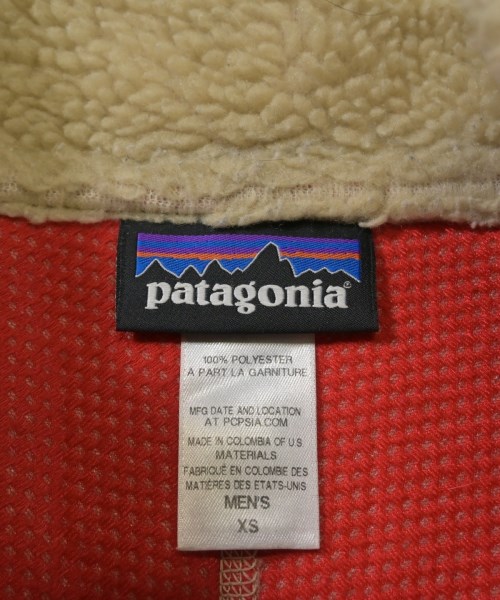 patagonia®
100% POLYESTER
À PART LA GARNITURE
MFG DATE AND LOCATION
AT PCPSIA.COM
MADE IN COLOMBIA OF U.S.
MATERIALS
FABRIQUÉ EN COLOMBIE DES
MATIÈRES DES ETATS-UNIS
MEN'S
XS